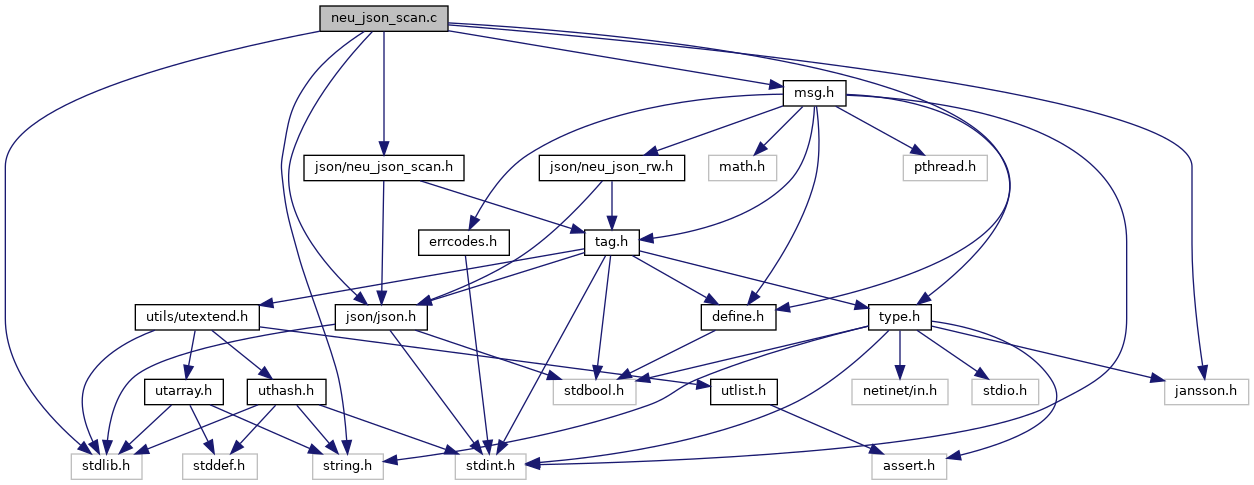 neu_json_scan.c
msg.h
json/neu_json_scan.h
json/neu_json_rw.h
math.h
pthread.h
errcodes.h
tag.h
utils/utextend.h
json/json.h
define.h
type.h
utarray.h
uthash.h
stdbool.h
utlist.h
netinet/in.h
stdio.h
jansson.h
stdlib.h
stddef.h
string.h
stdint.h
assert.h